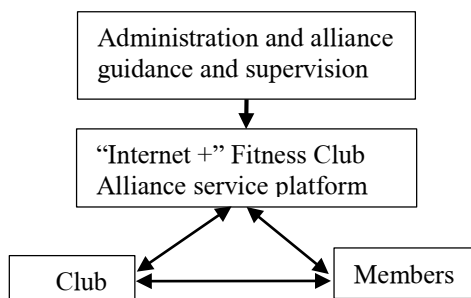 Administration and alliance
guidance and supervision
“Internet +” Fitness Club
Alliance service platform
Club
Members